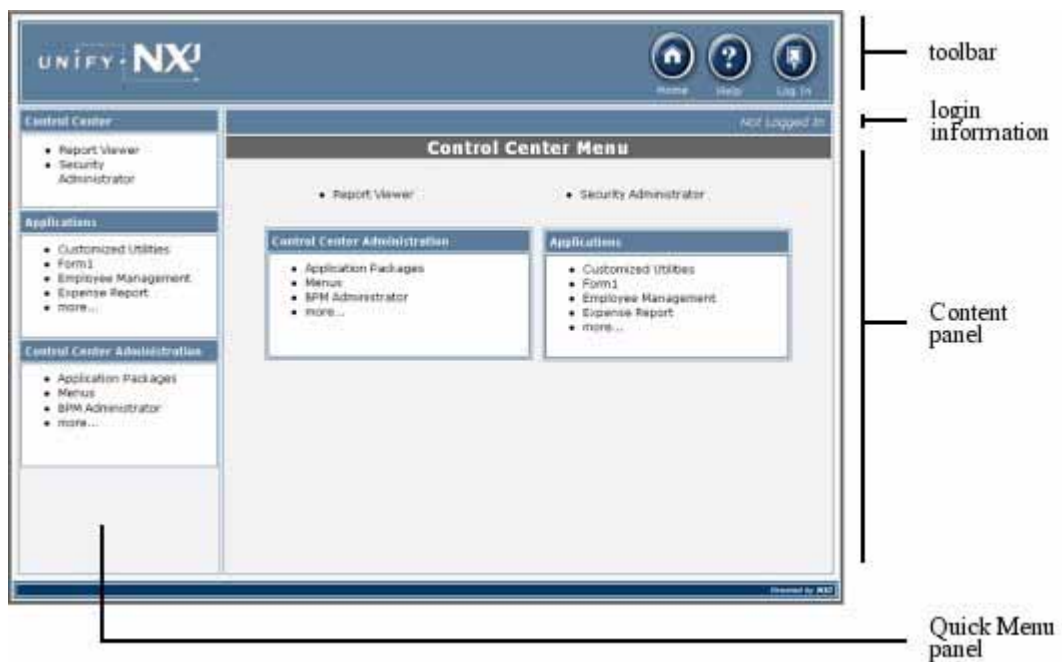 UNIFY NXJ
Home
Help
Log In
toolbar
Not Logged In
login
information
Control Center
Report Viewer
Security
Administrator
Applications
Customized Utilities
Form1
Employee Management
Expense Report
more...
Control Center Administration
Application Packages
Menus
BPM Administrator
more...
Control Center Menu
Report Viewer
Security Administrator
Control Center Administration
Application Packages
Menus
BPM Administrator
more...
Applications
Customized Utilities
Form1
Employee Management
Expense Report
more...
Content
panel
Powered by NXJ
Quick Menu
panel